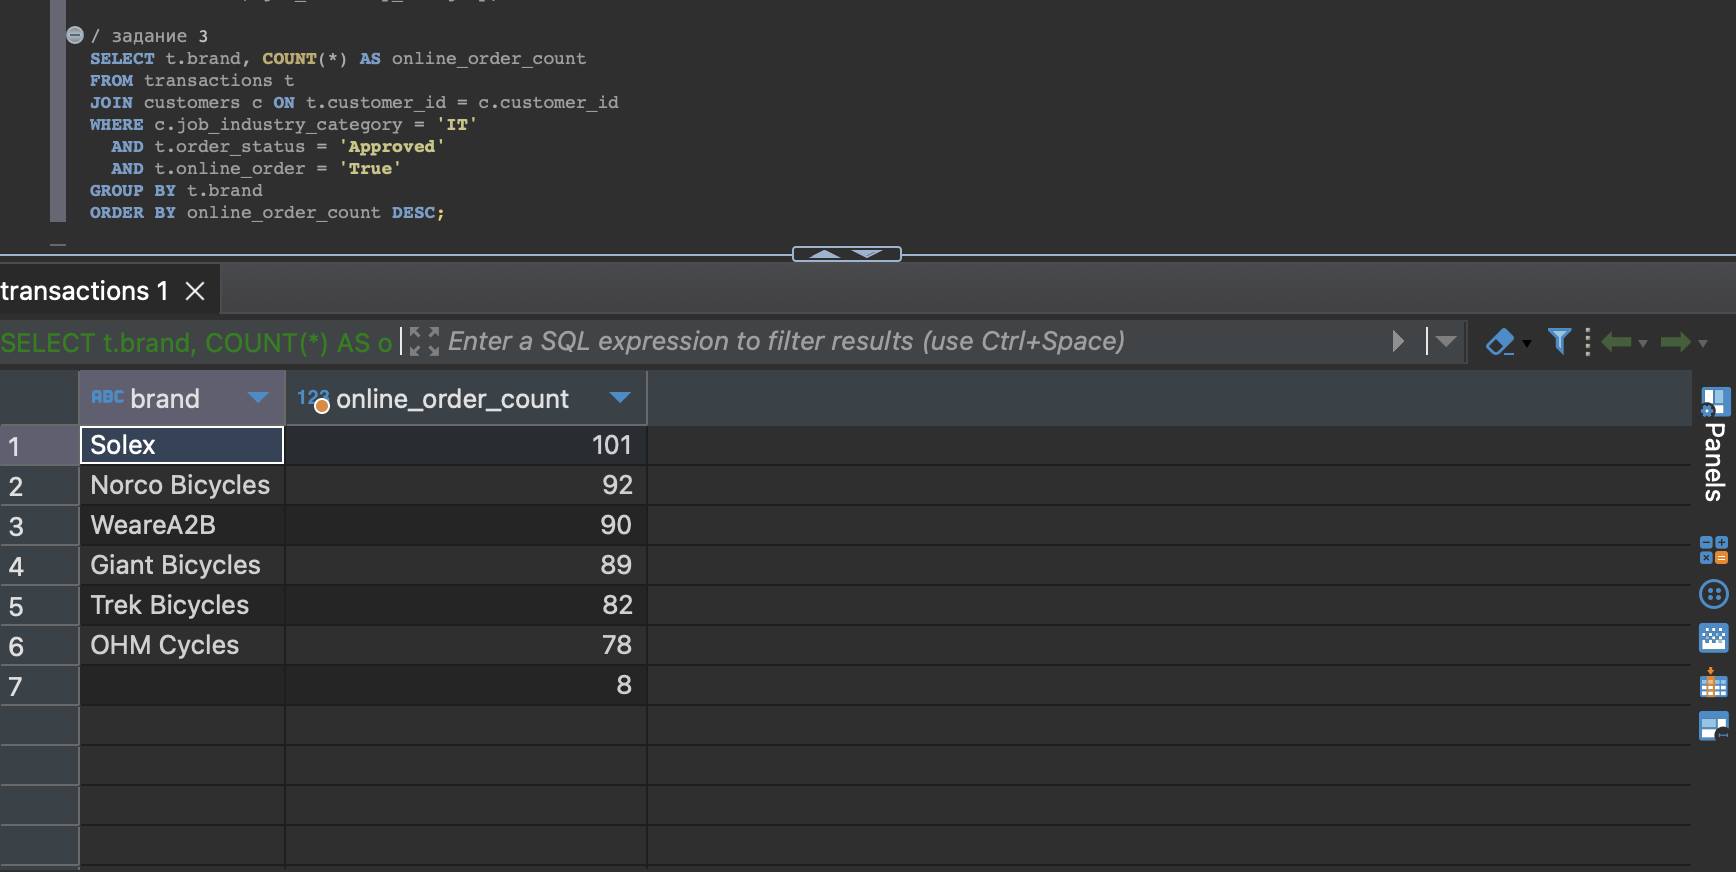 / задание 3
SELECT t.brand, COUNT(*) AS online_order_count
FROM transactions t
JOIN customers c ON t.customer_id = c.customer_id
WHERE c.job_industry_category = 'IT'
AND t.order_status = 'Approved'
AND t.online_order = 'True'
GROUP BY t.brand
ORDER BY online_order_count DESC;
transactions 1
SELECT t.brand, COUNT(*) AS o
Enter a SQL expression to filter results (use Ctrl+Space)
ABC brand 123 online_order_count
1 Solex 101
2 Norco Bicycles 92
3 WeareA2B 90
4 Giant Bicycles 89
5 Trek Bicycles 82
6 OHM Cycles 78
7 8
Panels